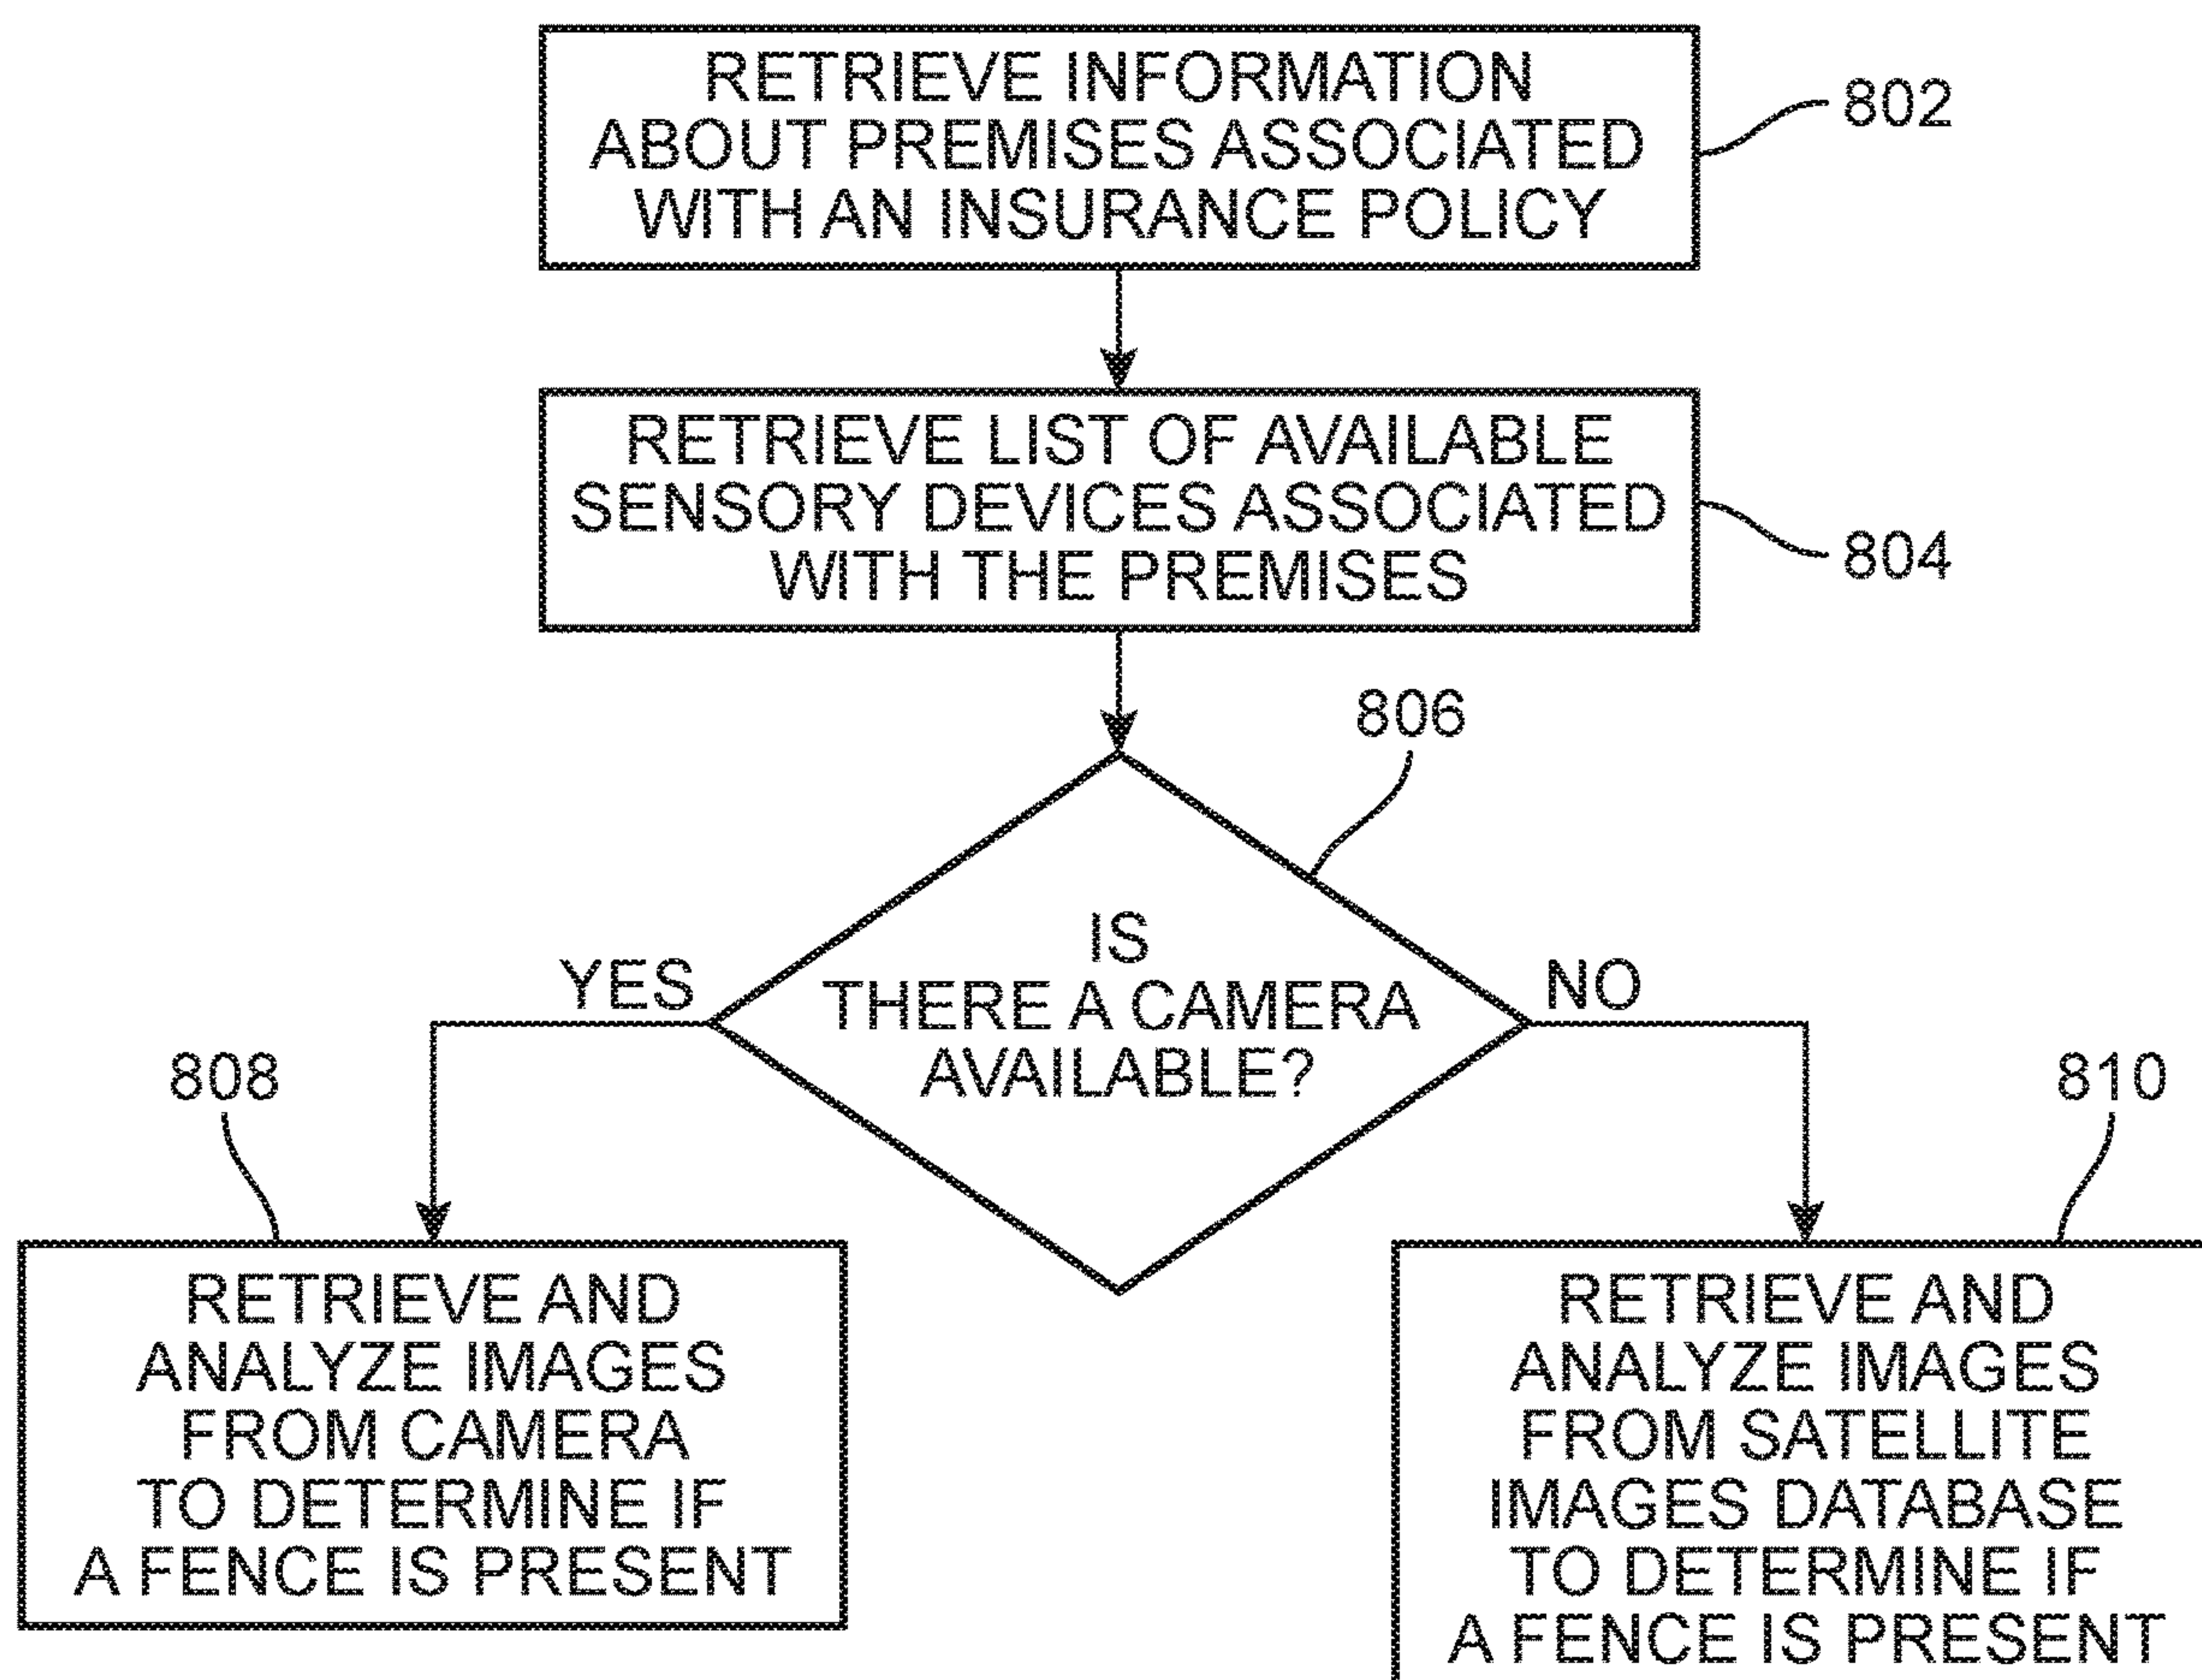 RETRIEVE INFORMATION
ABOUT PREMISES ASSOCIATED
WITH AN INSURANCE POLICY
802
RETRIEVE LIST OF AVAILABLE
SENSORY DEVICES ASSOCIATED
WITH THE PREMISES
804
806
IS
THERE A CAMERA
AVAILABLE?
YES
NO
808
810
RETRIEVE AND
ANALYZE IMAGES
FROM CAMERA
TO DETERMINE IF
A FENCE IS PRESENT
RETRIEVE AND
ANALYZE IMAGES
FROM SATELLITE
IMAGES DATABASE
TO DETERMINE IF
A FENCE IS PRESENT